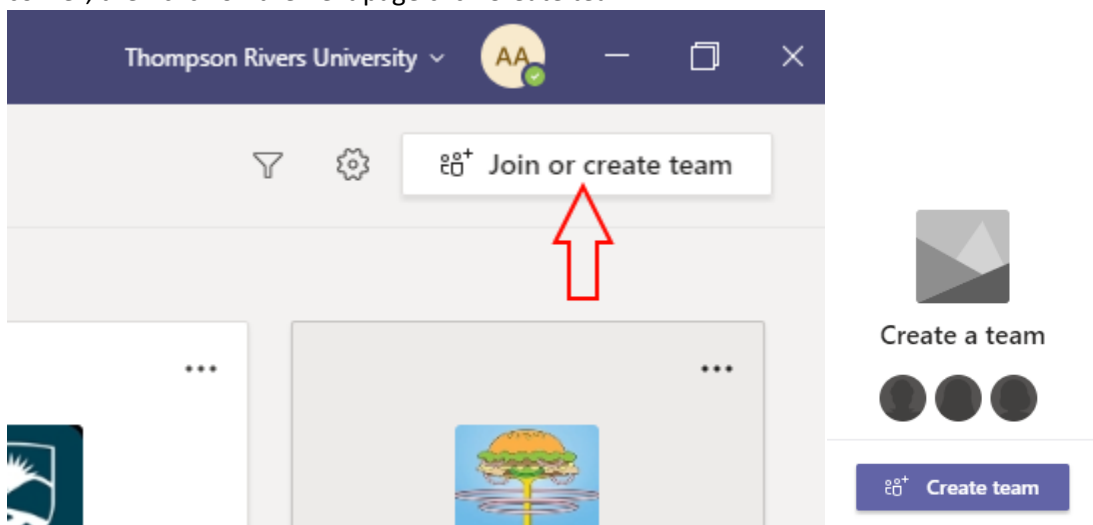 Thompson Rivers University
AA
Join or create team
Create a team
Create team